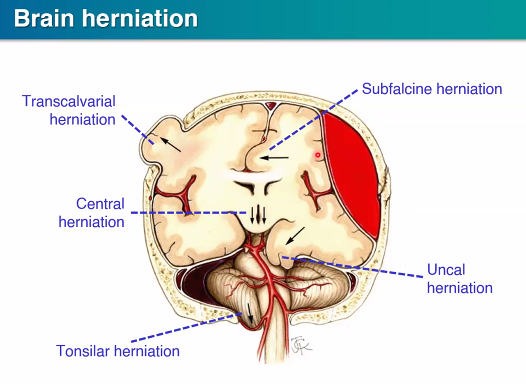 Brain herniation
Transcalvarial
herniation
Subfalcine herniation
Central
herniation
Uncal
herniation
Tonsilar herniation